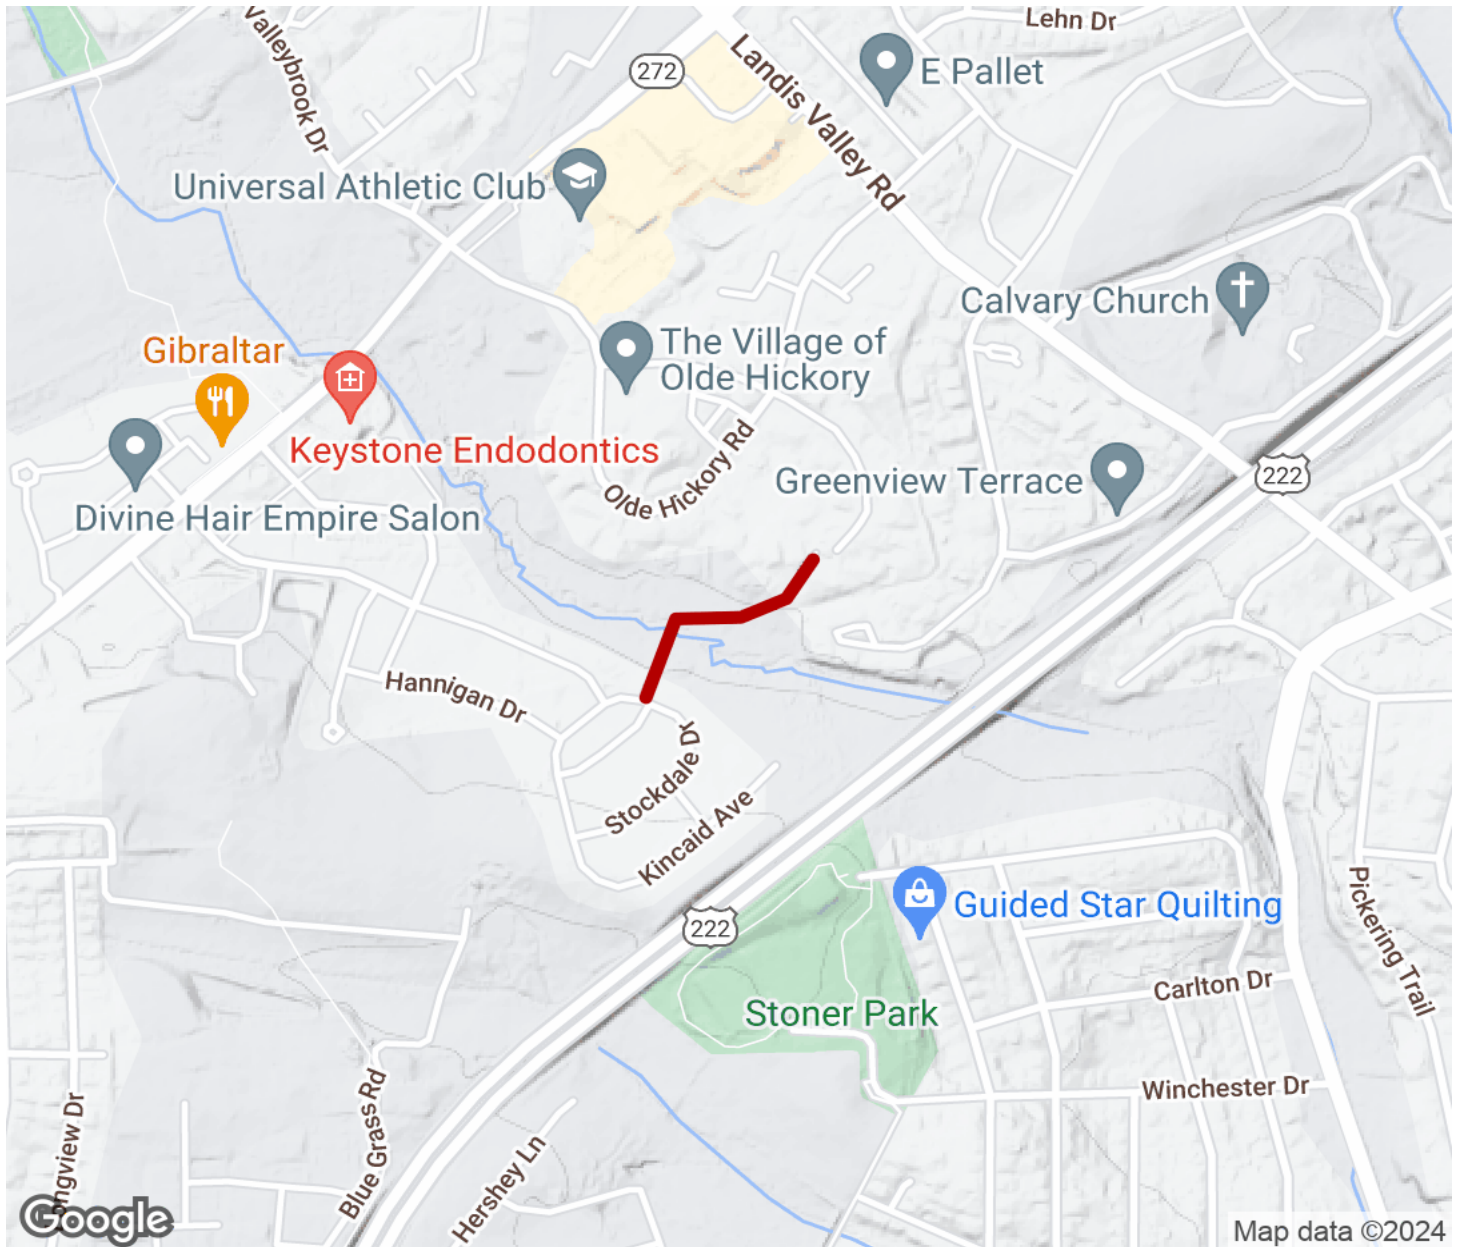 Lehn Dr
Valleybrook Dr
272
Landis Valley Rd
E Pallet
Universal Athletic Club
Calvary Church
Gibraltar
The Village of
Olde Hickory
Keystone Endodontics
Olde Hickory Rd
Greenview Terrace
222
Divine Hair Empire Salon
Hannigan Dr
Stockdale Dr
Kincaid Ave
222
Guided Star Quilting
Pickering Trail
Carlton Dr
Stoner Park
Winchester Dr
Blue Grass Rd
Hershey Ln
Google
Map data ©2024